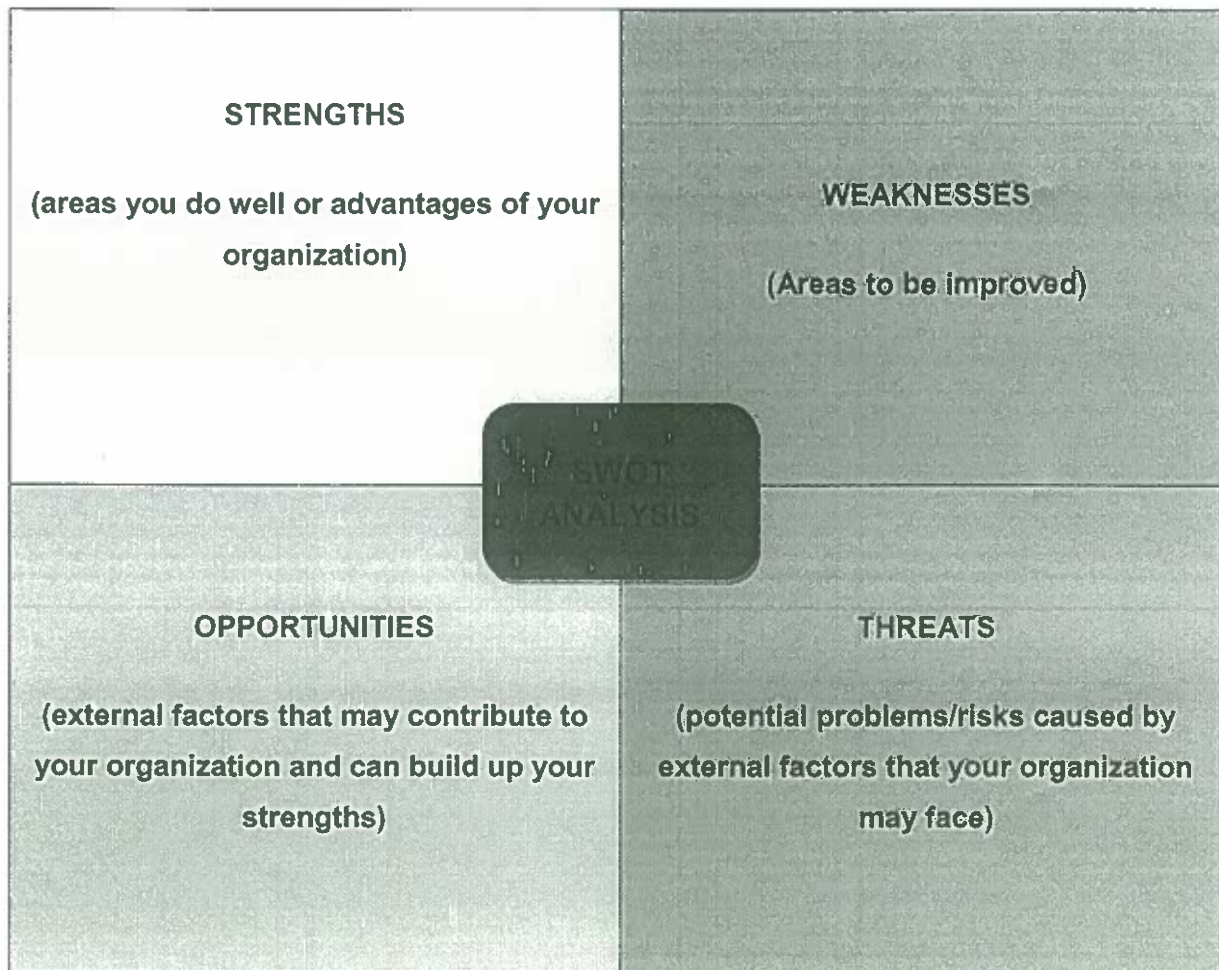 STRENGTHS
(areas you do well or advantages of your
organization)
WEAKNESSES
(Areas to be improved)
SWOT
ANALYSIS
OPPORTUNITIES
(external factors that may contribute to
your organization and can build up your
strengths)
THREATS
(potential problems/risks caused by
external factors that your organization
may face)